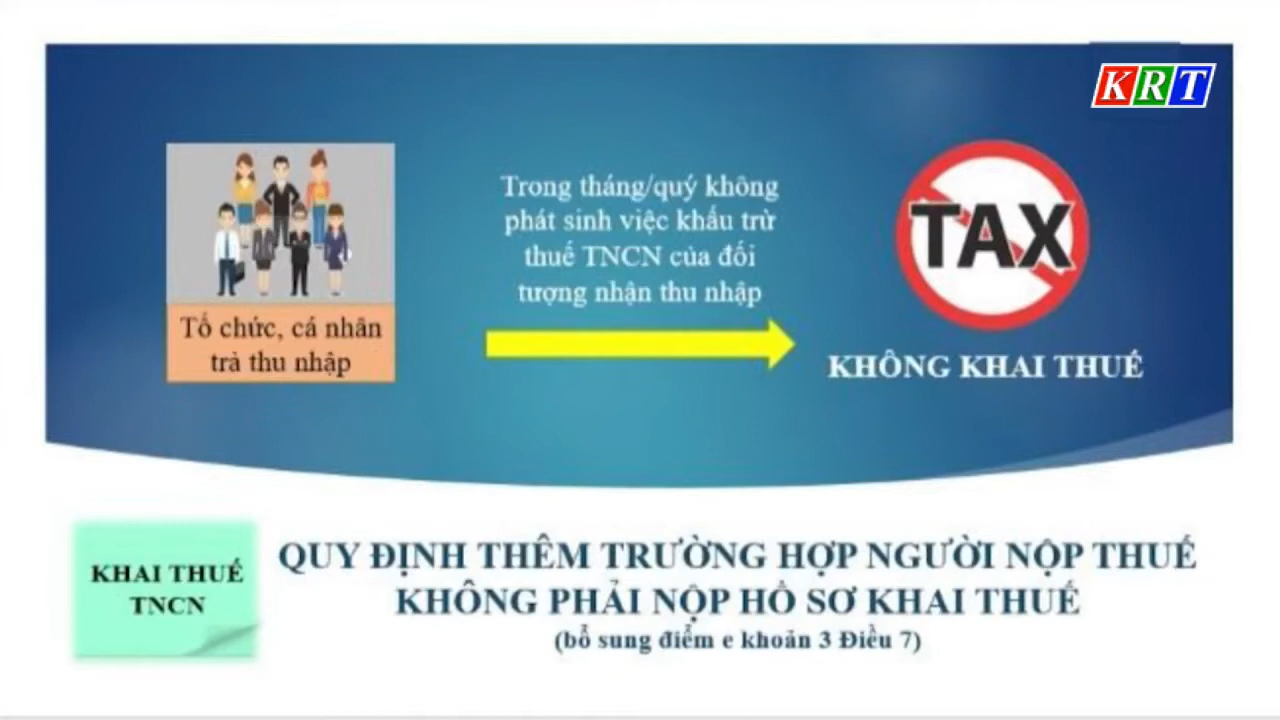 KRT
Trong tháng/quý không
phát sinh việc khấu trừ
thuế TNCN của đối
tượng nhận thu nhập
TAX
Tổ chức, cá nhân
trả thu nhập
KHÔNG KHAI THUẾ
KHAI THUẾ
TNCN
QUY ĐỊNH THÊM TRƯỜNG HỢP NGƯỜI NỘP THUẾ
KHÔNG PHẢI NỘP HỒ SƠ KHAI THUẾ
(bổ sung điểm e khoản 3 Điều 7)